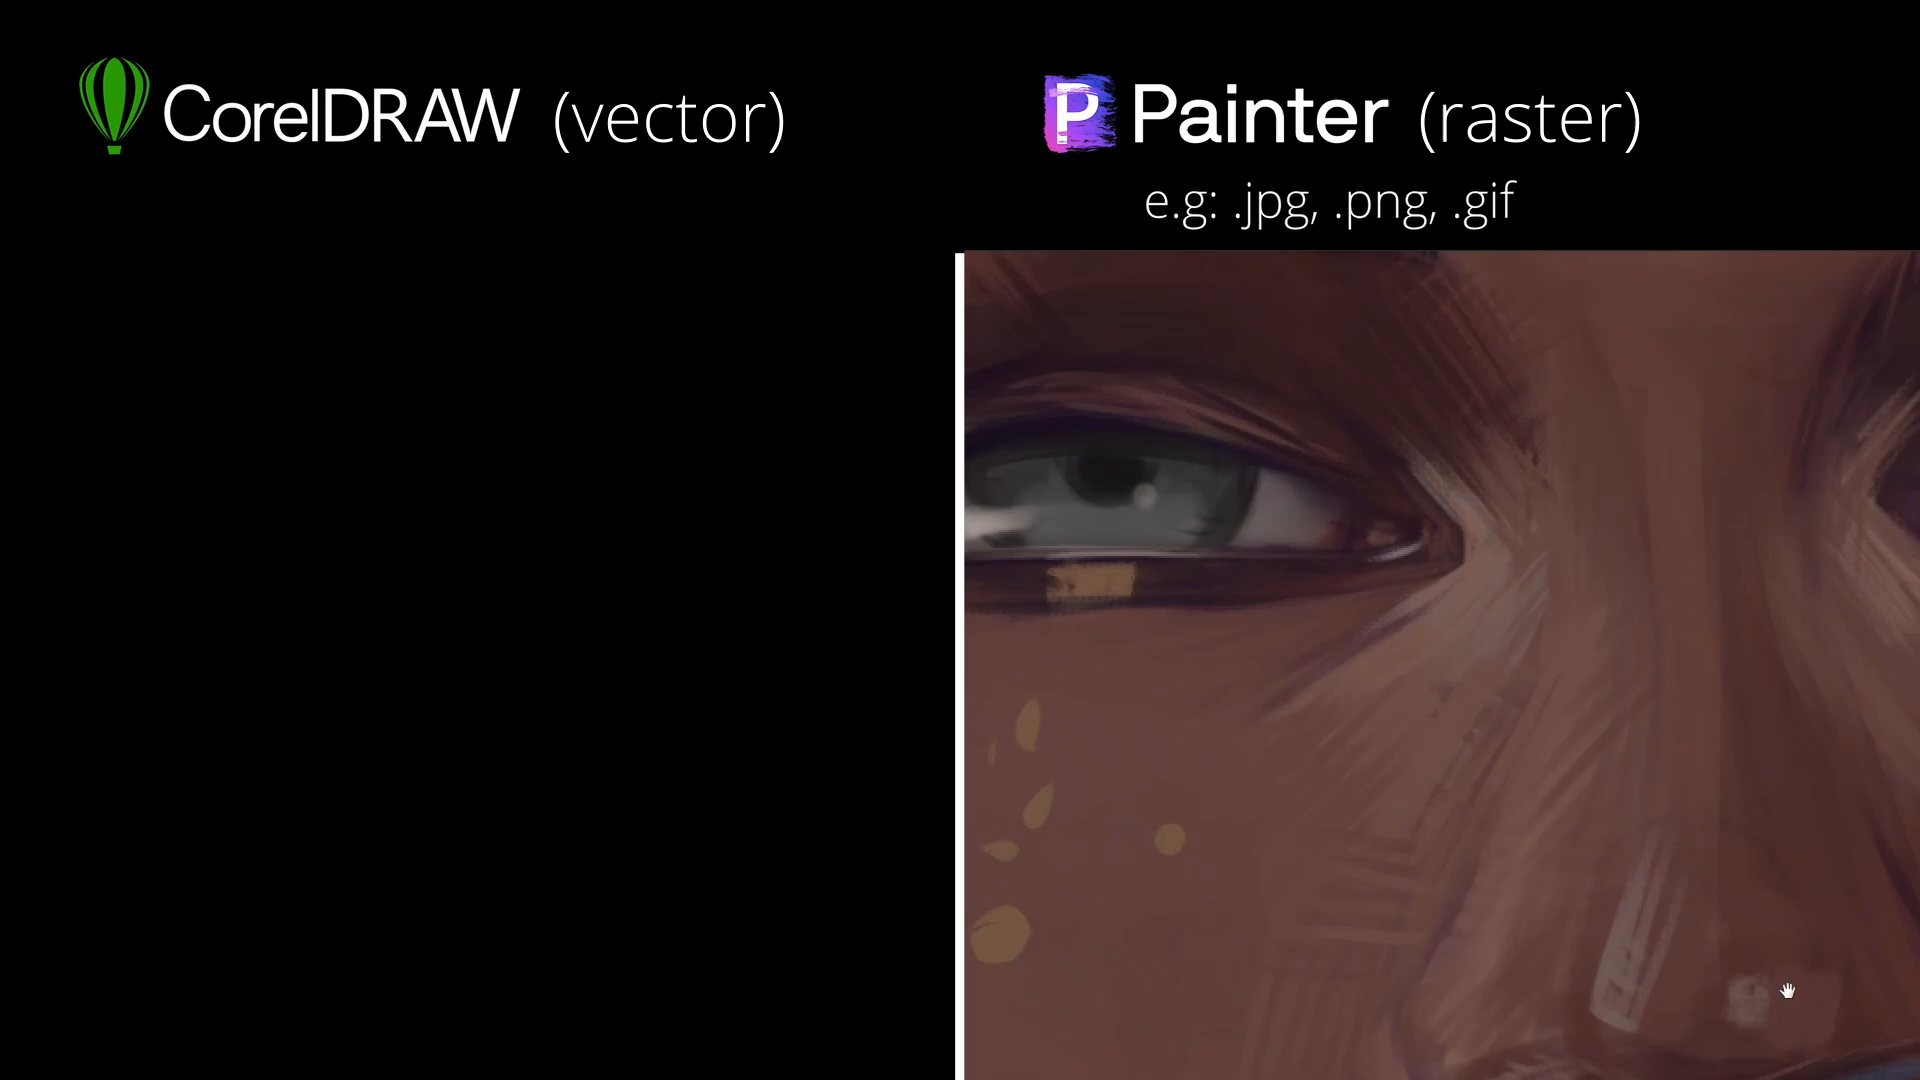 CorelDRAW (vector)
P Painter (raster)
e.g: .jpg, .png, .gif